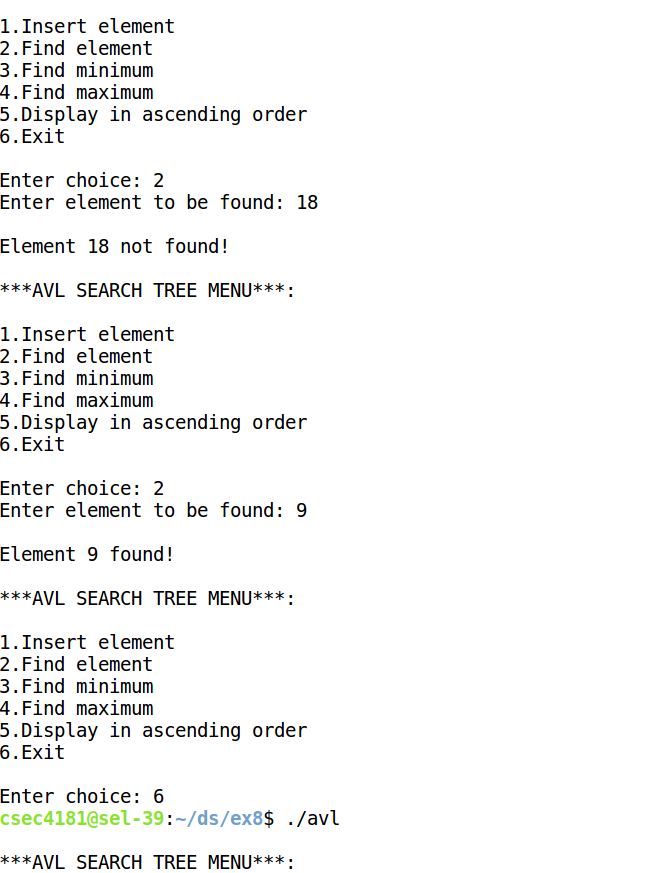 1.Insert element
2.Find element
3.Find minimum
4.Find maximum
5.Display in ascending order
6.Exit
Enter choice: 2
Enter element to be found: 18
Element 18 not found!
***AVL SEARCH TREE MENU***:
1.Insert element
2.Find element
3.Find minimum
4.Find maximum
5.Display in ascending order
6.Exit
Enter choice: 2
Enter element to be found: 9
Element 9 found!
***AVL SEARCH TREE MENU***:
1.Insert element
2.Find element
3.Find minimum
4.Find maximum
5.Display in ascending order
6.Exit
Enter choice: 6
csec4181@sel-39:~/ds/ex8$ ./avl
***AVL SEARCH TREE MENU***: